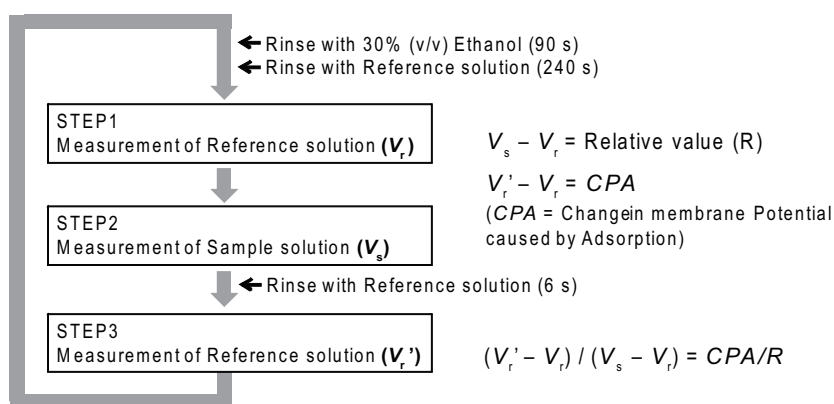 ← Rinse with 30% (v/v) Ethanol (90 s)
← Rinse with Reference solution (240 s)
STEP1
Measurement of Reference solution (Vr)
Vs – Vr = Relative value (R)
Vr’ – Vr = CPA
(CPA = Changein membrane Potential
caused by Adsorption)
STEP2
Measurement of Sample solution (Vs)
← Rinse with Reference solution (6 s)
STEP3
Measurement of Reference solution (Vr’)
(Vr’ – Vr) / (Vs – Vr) = CPA/R